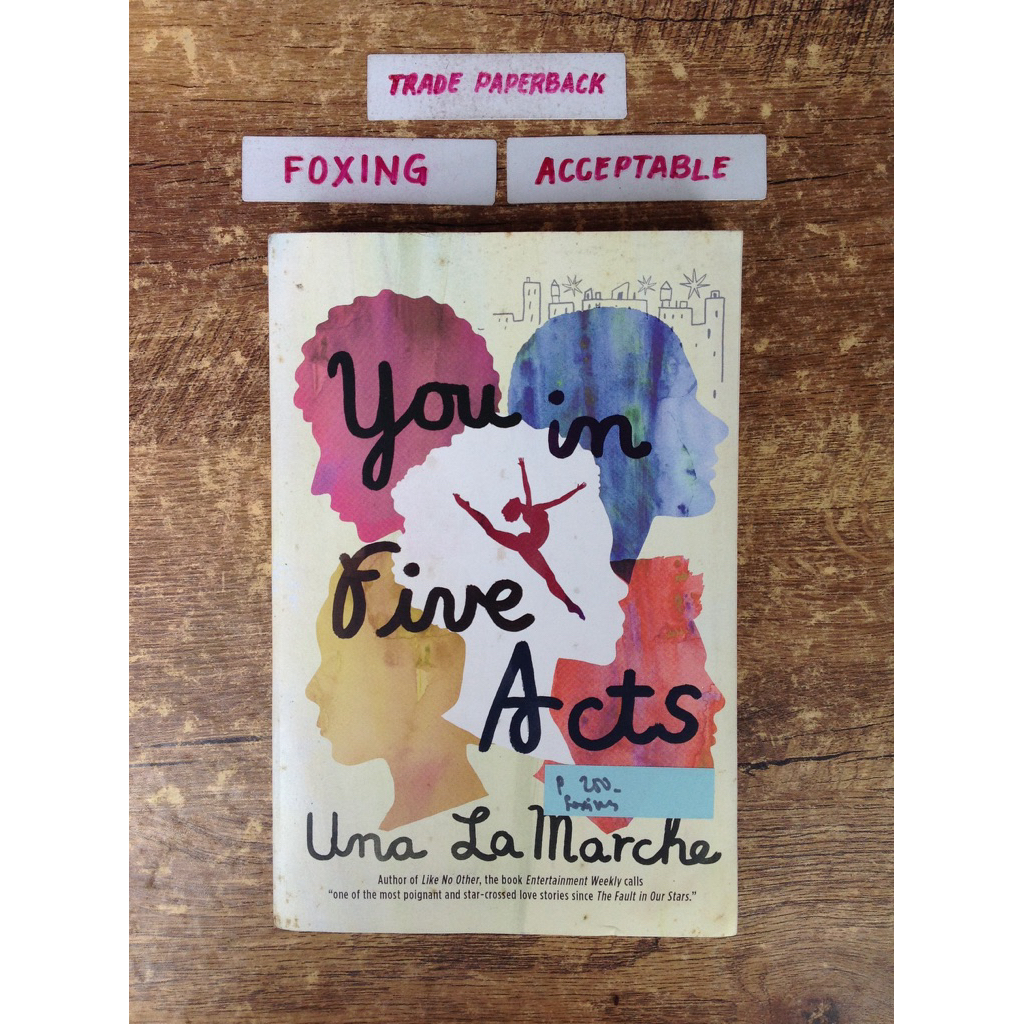 TRADE PAPERBACK
FOXING
ACCEPTABLE
You in
Five
Acts
P 200-
Foxing
Una LaMarche
Author of Like No Other, the book Entertainment Weekly calls
“one of the most poignant and star-crossed love stories since The Fault in Our Stars.”